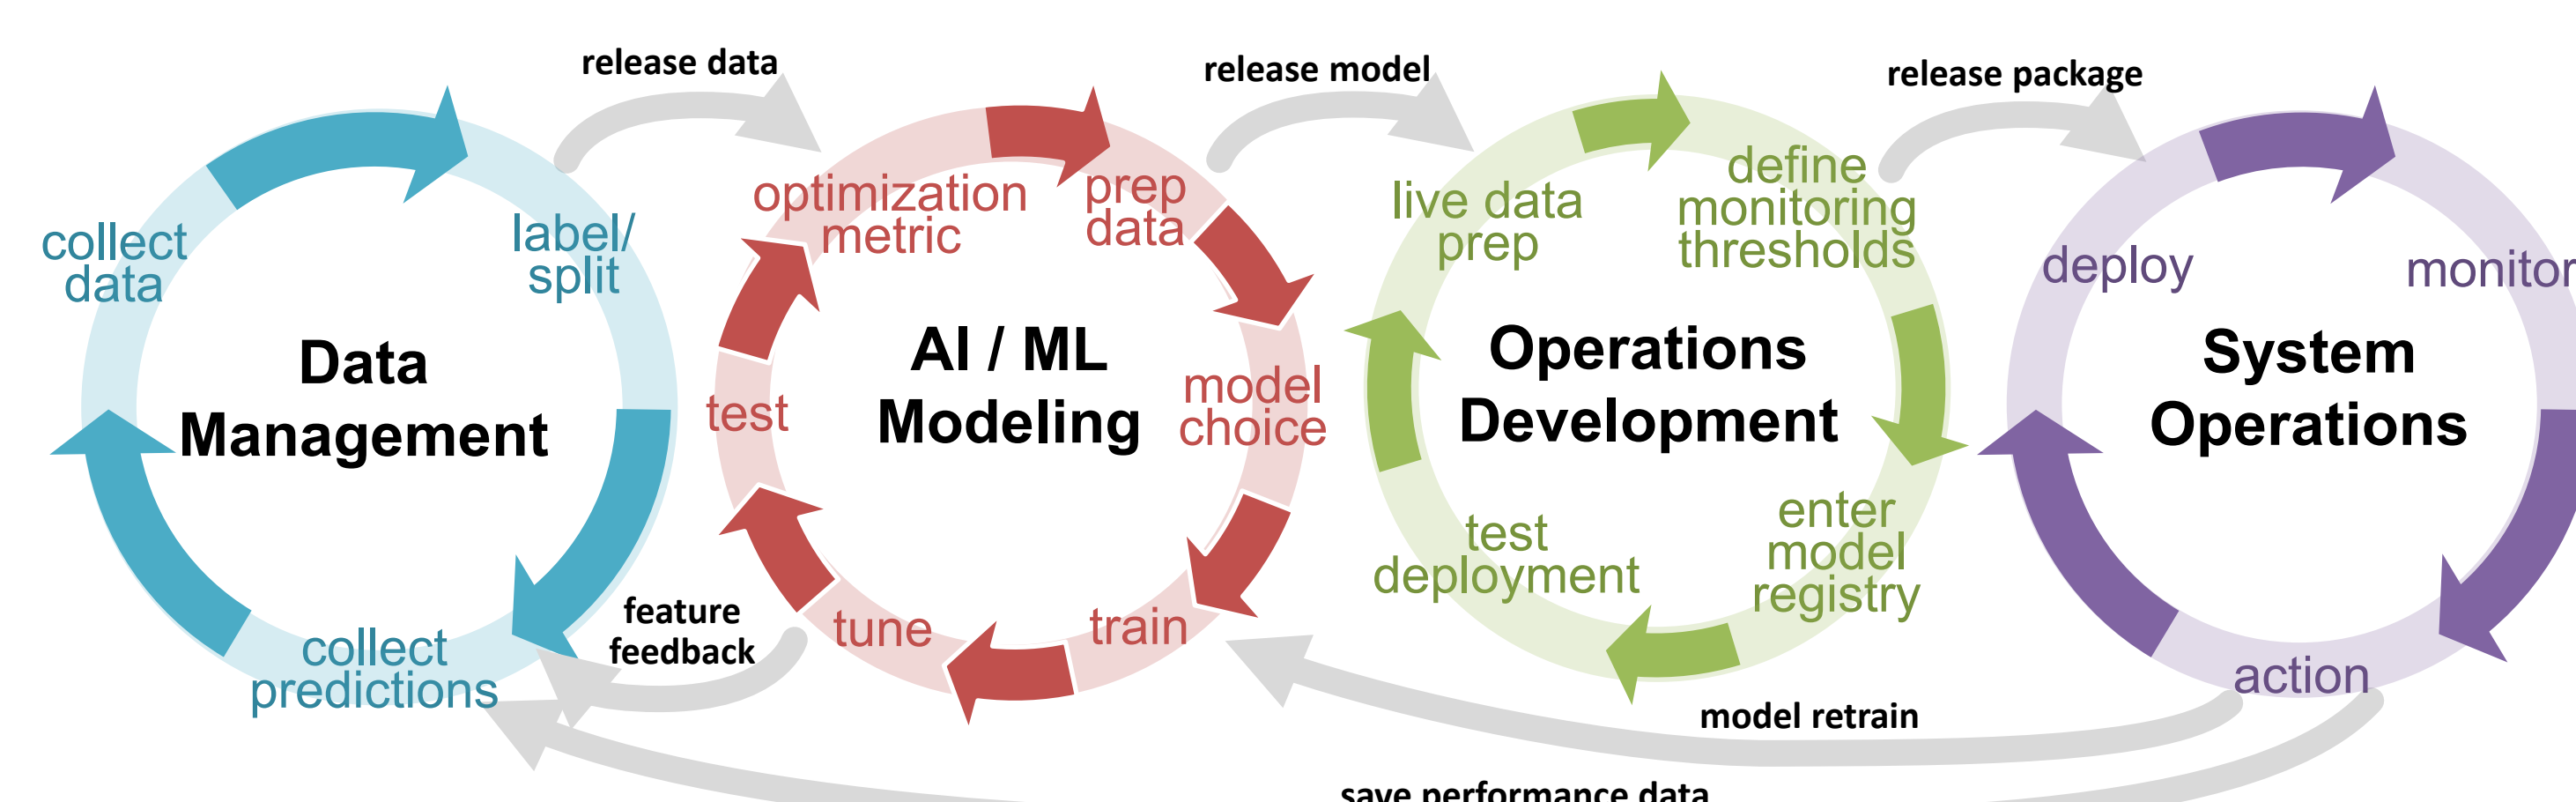 release data
release model
release package
collect
data
label/
split
Data
Management
collect
predictions
feature
feedback
optimization
metric
prep
data
AI / ML
Modeling
model
choice
test
tune
train
live data
prep
define
monitoring
thresholds
Operations
Development
test
deployment
enter
model
registry
deploy
monitor
System
Operations
action
model retrain
save performance data